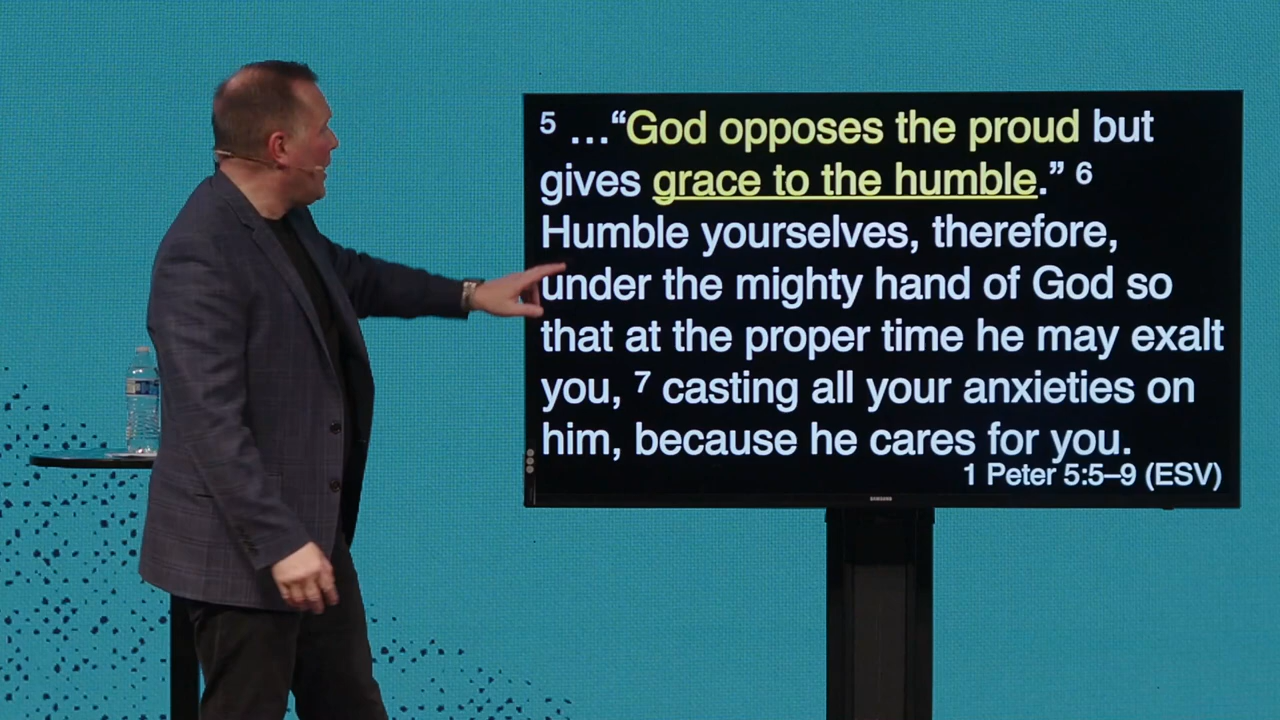 ⁵ …“God opposes the proud but
gives grace to the humble.” ⁶
Humble yourselves, therefore,
under the mighty hand of God so
that at the proper time he may exalt
you, ⁷ casting all your anxieties on
him, because he cares for you.
1 Peter 5:5–9 (ESV)
SAMSUNG